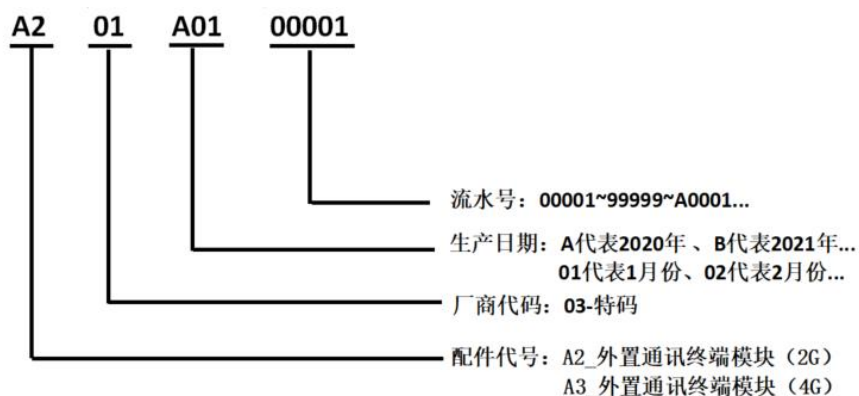 A2 01 A01 00001
流水号：00001~99999~A0001...
生产日期：A代表2020年、B代表2021年...
01代表1月份、02代表2月份...
厂商代码：03-特码
配件代号：A2_外置通讯终端模块（2G）
A3_外置通讯终端模块（4G）